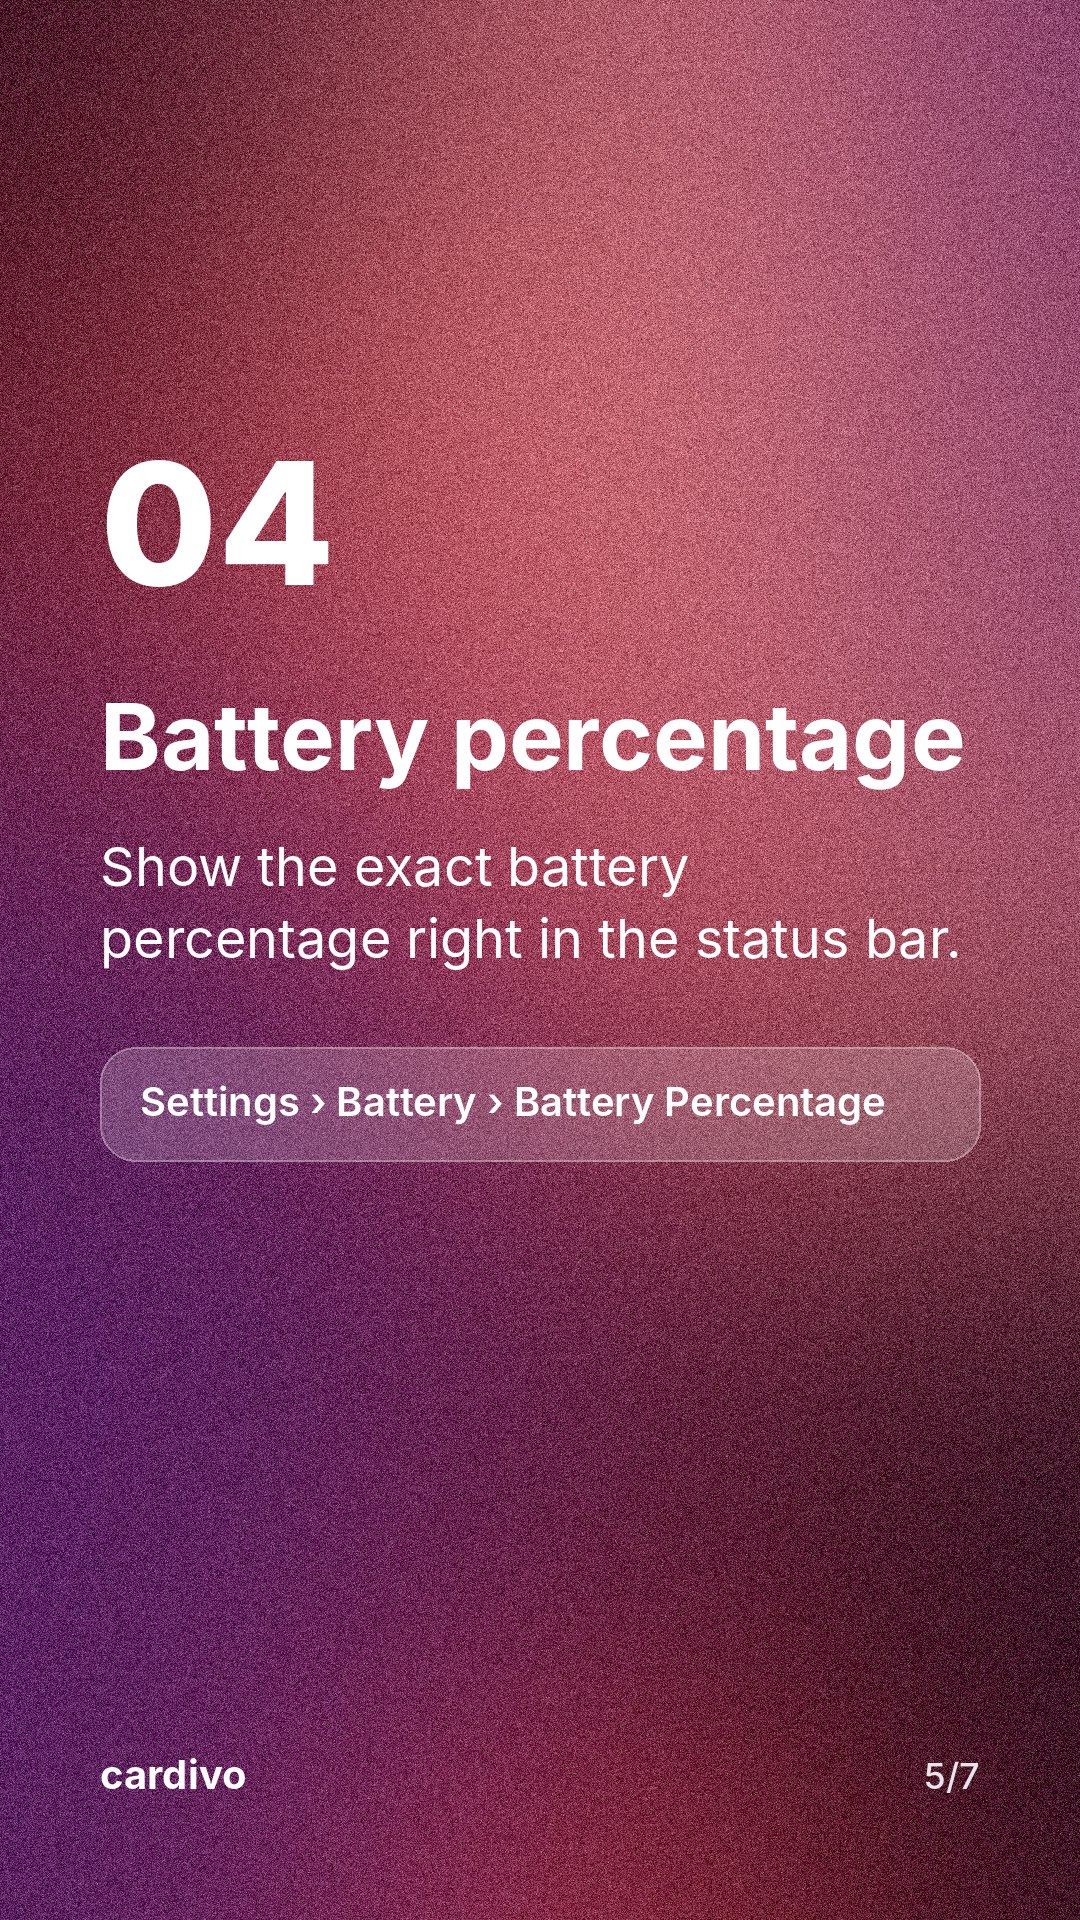 04
Battery percentage
Show the exact battery
percentage right in the status bar.
Settings › Battery › Battery Percentage
cardivo
5/7